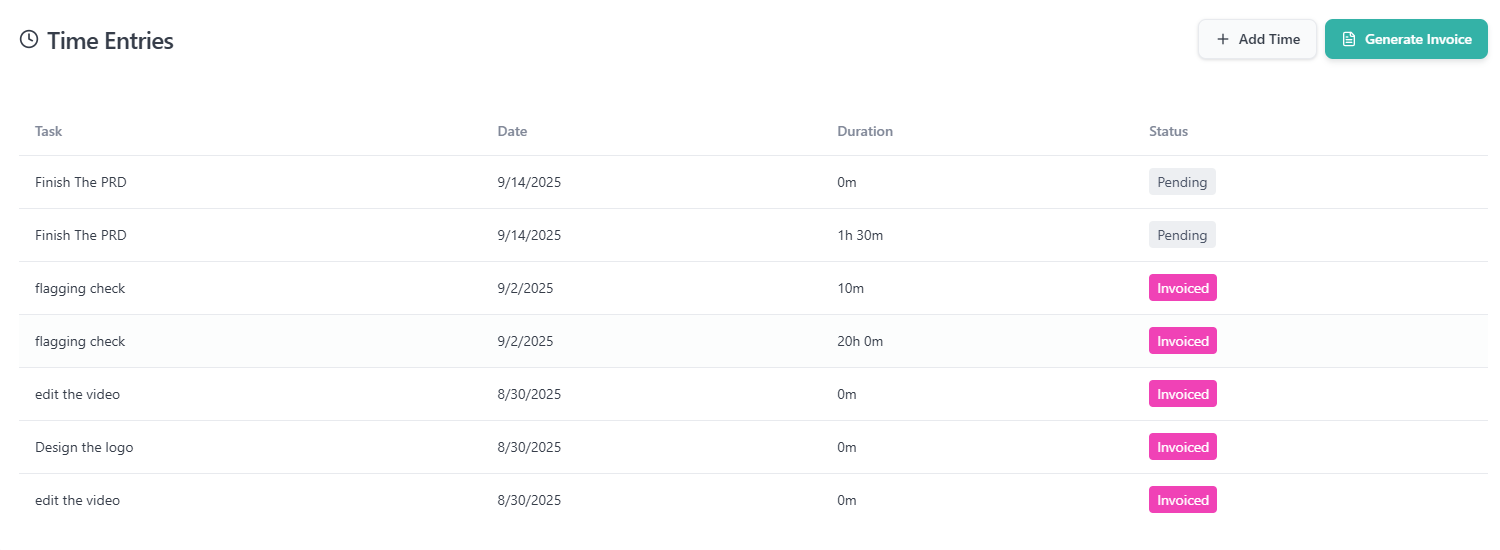 Time Entries
Add Time
Generate Invoice
Task Date Duration Status
Finish The PRD 9/14/2025 0m Pending
Finish The PRD 9/14/2025 1h 30m Pending
flagging check 9/2/2025 10m Invoiced
flagging check 9/2/2025 20h 0m Invoiced
edit the video 8/30/2025 0m Invoiced
Design the logo 8/30/2025 0m Invoiced
edit the video 8/30/2025 0m Invoiced